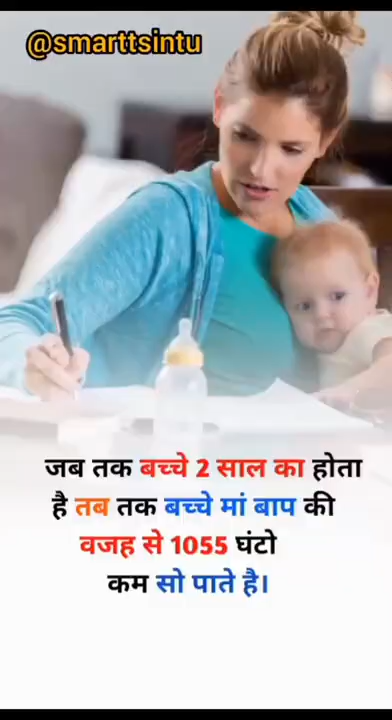 @smarttsintu
जब तक बच्चे 2 साल का होता
है तब तक बच्चे मां बाप की
वजह से 1055 घंटो
कम सो पाते है।